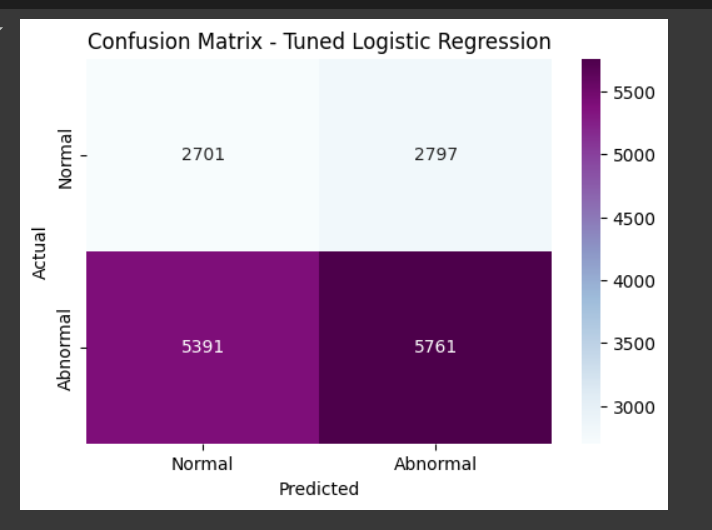 Confusion Matrix - Tuned Logistic Regression
Normal
2701
2797
Abnormal
5391
5761
Actual
Normal
Abnormal
Predicted
5500
5000
4500
4000
3500
3000